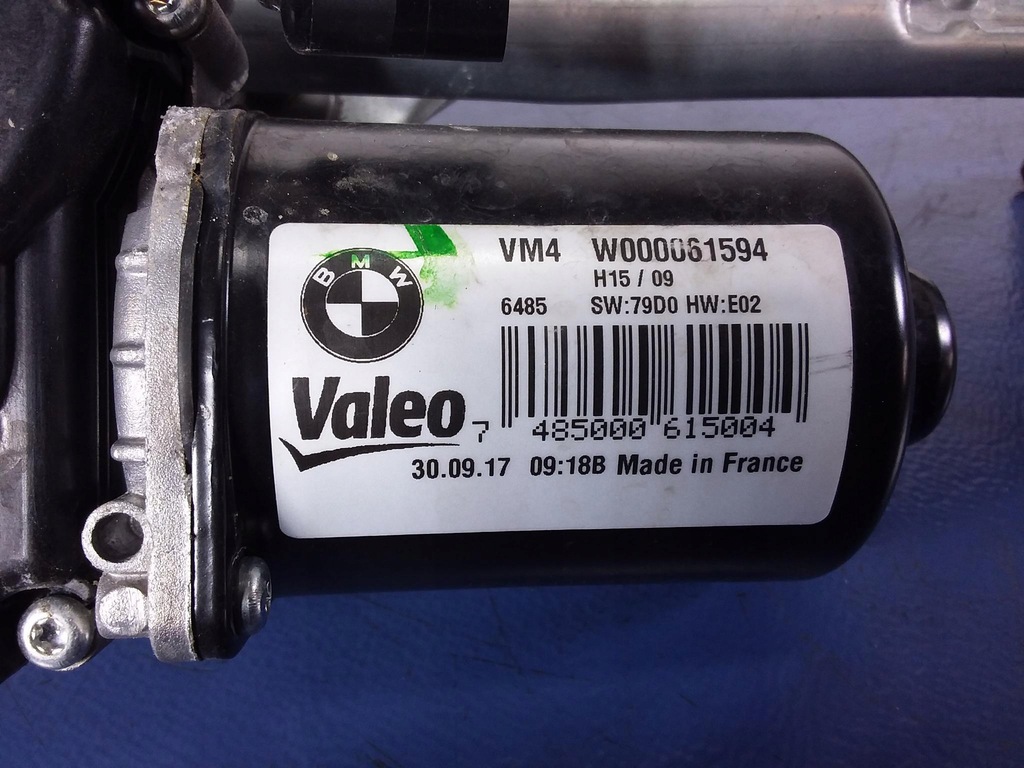 BMW
VM4 W000061594
H15 / 09
6485 SW:79D0 HW:E02
Valeo
7 485000 615004
30.09.17 09:18B Made in France